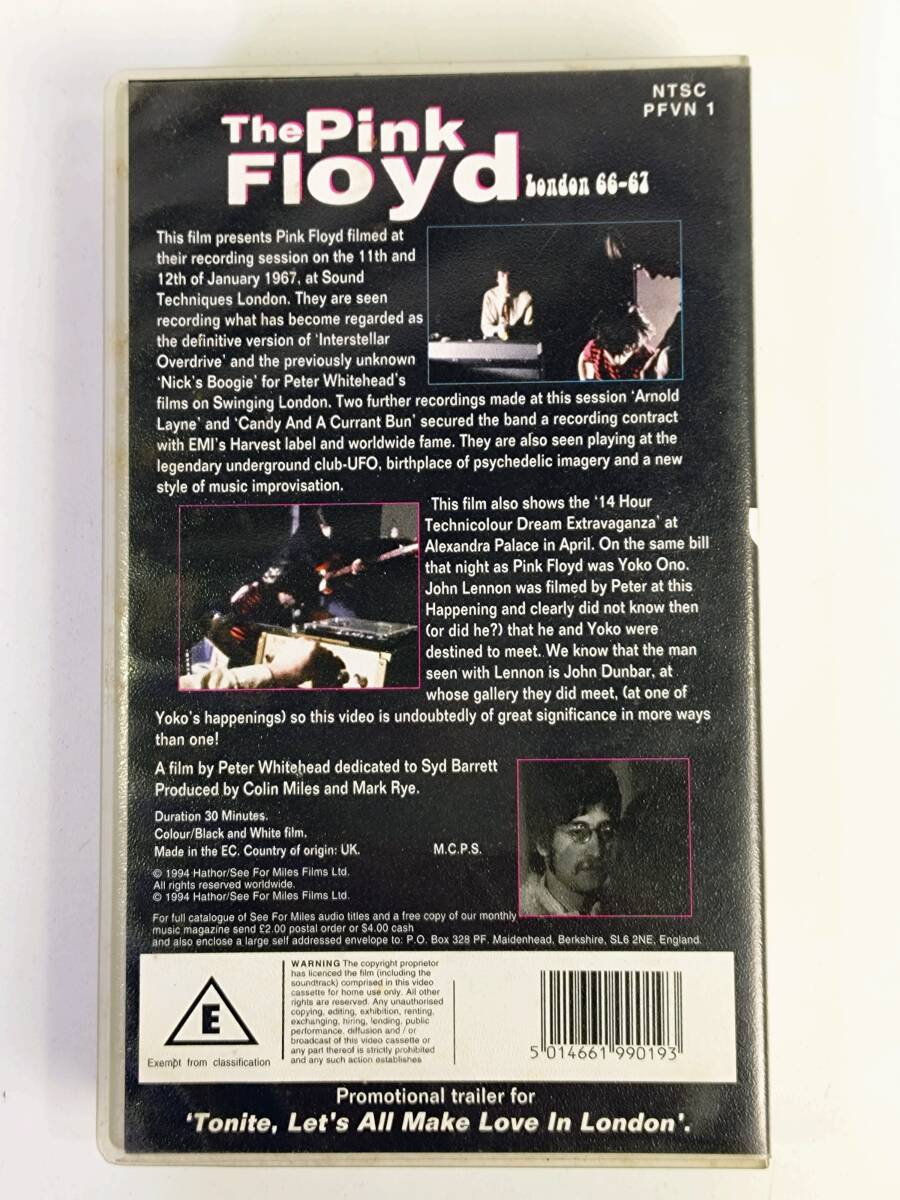 NTSC
PFVN 1
The Pink
Floyd
London 66-67
This film presents Pink Floyd filmed at
their recording session on the 11th and
12th of January 1967, at Sound
Techniques London. They are seen
recording what has become regarded as
the definitive version of 'Interstellar
Overdrive' and the previously unknown
'Nick's Boogie' for Peter Whitehead's
films on Swinging London. Two further recordings made at this session 'Arnold
Layne' and 'Candy And A Currant Bun' secured the band a recording contract
with EMI's Harvest label and worldwide fame. They are also seen playing at the
legendary underground club-UFO, birthplace of psychedelic imagery and a new
style of music improvisation.
This film also shows the '14 Hour
Technicolour Dream Extravaganza' at
Alexandra Palace in April. On the same bill
that night as Pink Floyd was Yoko Ono.
John Lennon was filmed by Peter at this
Happening and clearly did not know then
(or did he?) that he and Yoko were
destined to meet. We know that the man
seen with Lennon is John Dunbar, at
whose gallery they did meet, (at one of
Yoko's happenings) so this video is undoubtedly of great significance in more ways
than one!
A film by Peter Whitehead dedicated to Syd Barrett
Produced by Colin Miles and Mark Rye.
Duration 30 Minutes.
Colour/Black and White film.
Made in the EC. Country of origin: UK. M.C.P.S.
© 1994 Hathor/See For Miles Films Ltd.
All rights reserved worldwide.
© 1994 Hathor/See For Miles Films Ltd.
For full catalogue of See For Miles audio titles and a free copy of our monthly
music magazine send £2.00 postal order or $4.00 cash
and also enclose a large self addressed envelope to: P.O. Box 328 PF. Maidenhead, Berkshire, SL6 2NE, England.
E
Exempt from classification
WARNING The copyright proprietor
has licenced the film (including the
soundtrack) comprised in this video
cassette for home use only. All other
rights are reserved. Any unauthorised
copying, editing, exhibition, renting,
exchanging, hiring, lending, public
performance, diffusion and / or
broadcast of this video cassette or
any part thereof is strictly prohibited
and any such action establishes
5 014661 990193
Promotional trailer for
'Tonite, Let's All Make Love In London'.